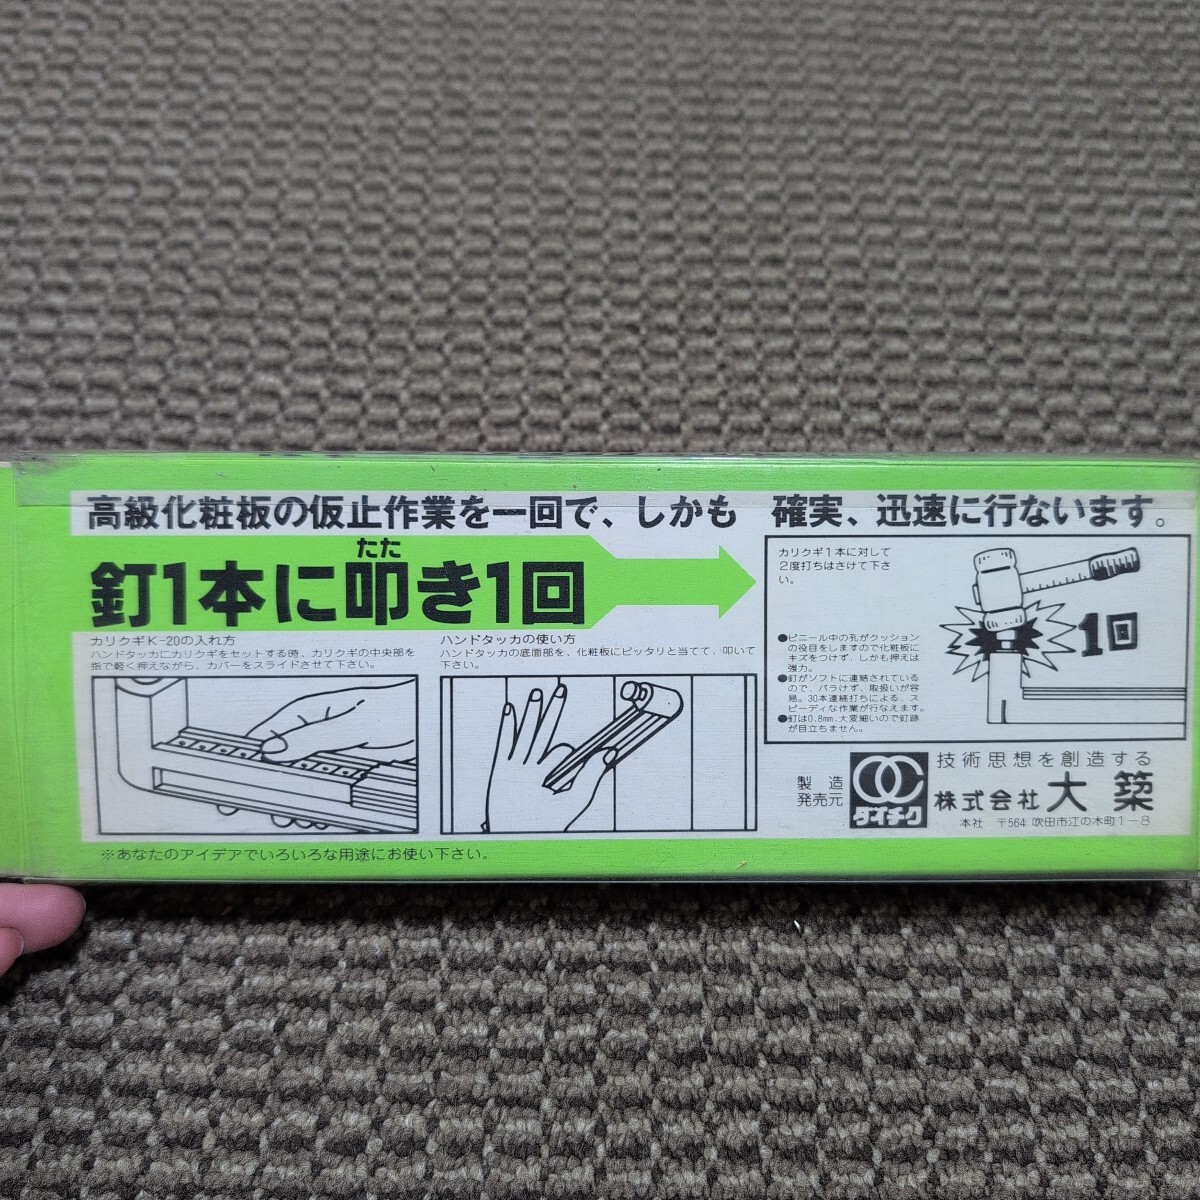 高級化粧板の仮止作業を一回で、しかも 確実、迅速に行ないます。
たた
釘1本に叩き1回
カリクギK-20の入れ方
ハンドタッカにカリクギをセットする時、カリクギの中央部を
指で軽く押えながら、カバーをスライドさせて下さい。
ハンドタッカの使い方
ハンドタッカの底面部を、化粧板にピッタリと当てて、叩いて
下さい。
カリクギ1本に対して
2度打ちはさけて下さ
い。
1回
●ビニール中の孔がクッション
の役目をしますので化粧板に
キズをつけず、しかも押えは
強力。
●釘がソフトに連結されている
ので、バラけず、取扱いが容
易。30本連続打ちによる、ス
ピーディな作業が行なえます。
●釘は0.8mm、大変細いので釘跡
が目立ちません。
製造
発売元
ダイチク
技術思想を創造する
株式会社 大築
本社 〒564 吹田市江の木町1-8
※あなたのアイデアでいろいろな用途にお使い下さい。